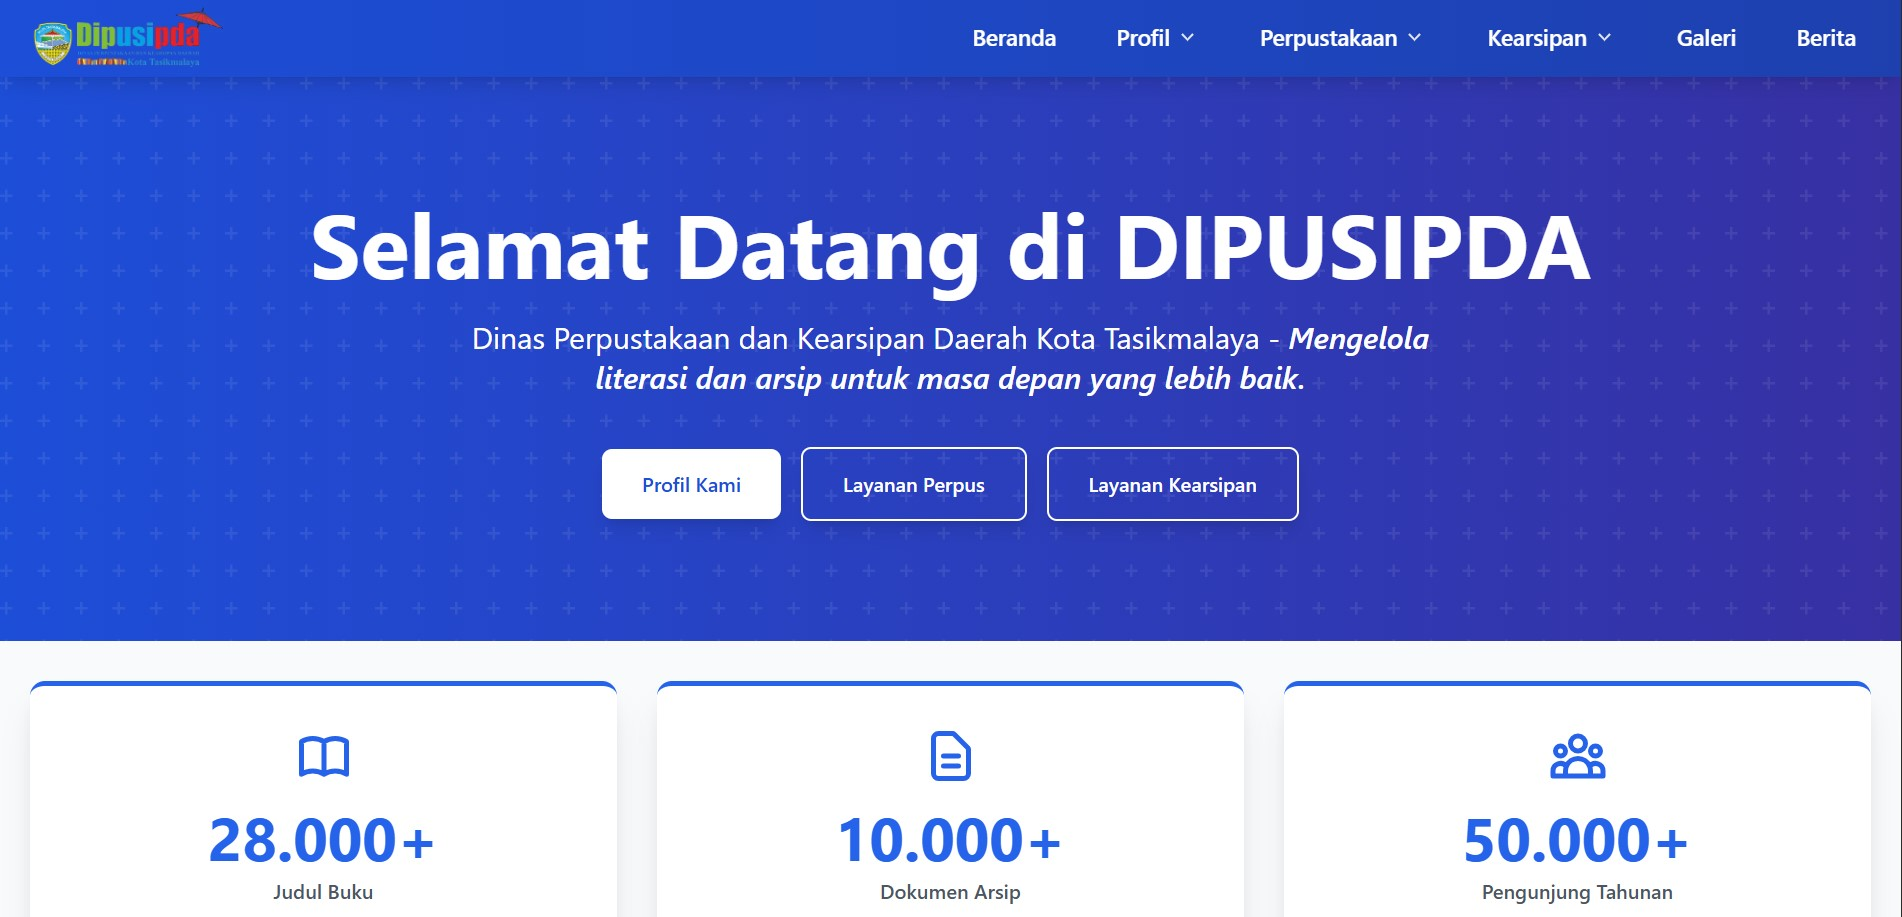 Dipusipda
Kota Tasikmalaya
Beranda
Profil
Perpustakaan
Kearsipan
Galeri
Berita
Selamat Datang di DIPUSIPDA
Dinas Perpustakaan dan Kearsipan Daerah Kota Tasikmalaya - Mengelola
literasi dan arsip untuk masa depan yang lebih baik.
Profil Kami
Layanan Perpus
Layanan Kearsipan
28.000+
Judul Buku
10.000+
Dokumen Arsip
50.000+
Pengunjung Tahunan